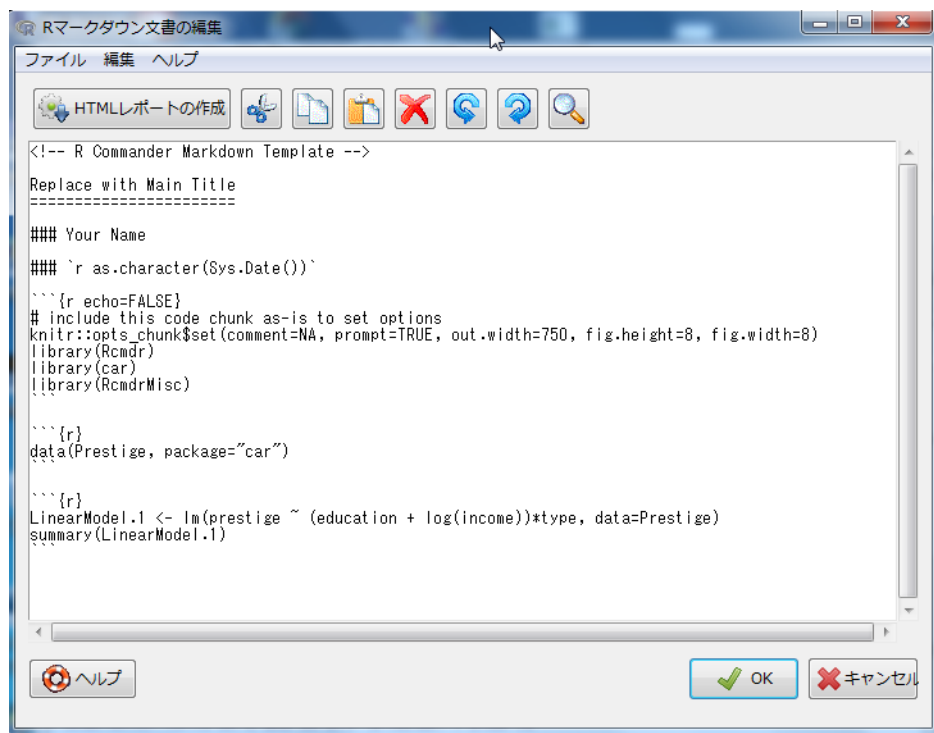 Rマークダウン文書の編集
ファイル 編集 ヘルプ
HTMLレポートの作成
<!-- R Commander Markdown Template -->
Replace with Main Title
=======================
### Your Name
### `r as.character(Sys.Date())`
```{r echo=FALSE}
# include this code chunk as-is to set options
knitr::opts_chunk$set(comment=NA, prompt=TRUE, out.width=750, fig.height=8, fig.width=8)
library(Rcmdr)
library(car)
library(RcmdrMisc)
```
```{r}
data(Prestige, package="car")
```
```{r}
LinearModel.1 <- lm(prestige ~ (education + log(income))*type, data=Prestige)
summary(LinearModel.1)
```
ヘルプ OK キャンセル